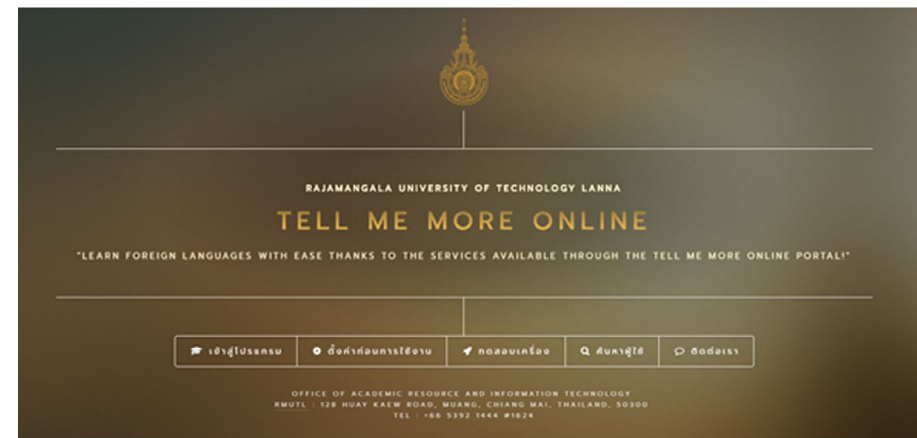 RAJAMANGALA UNIVERSITY OF TECHNOLOGY LANNA
TELL ME MORE ONLINE
"LEARN FOREIGN LANGUAGES WITH EASE THANKS TO THE SERVICES AVAILABLE THROUGH THE TELL ME MORE ONLINE PORTAL!"
เข้าสู่โปรแกรม ตั้งค่าก่อนการใช้งาน ทดสอบเครื่อง ค้นหาผู้ใช้ ติดต่อเรา
OFFICE OF ACADEMIC RESOURCE AND INFORMATION TECHNOLOGY
RMUTL : 128 HUAY KAEW ROAD, MUANG, CHIANG MAI, THAILAND, 50300
TEL : +66 5392 1444 #1624